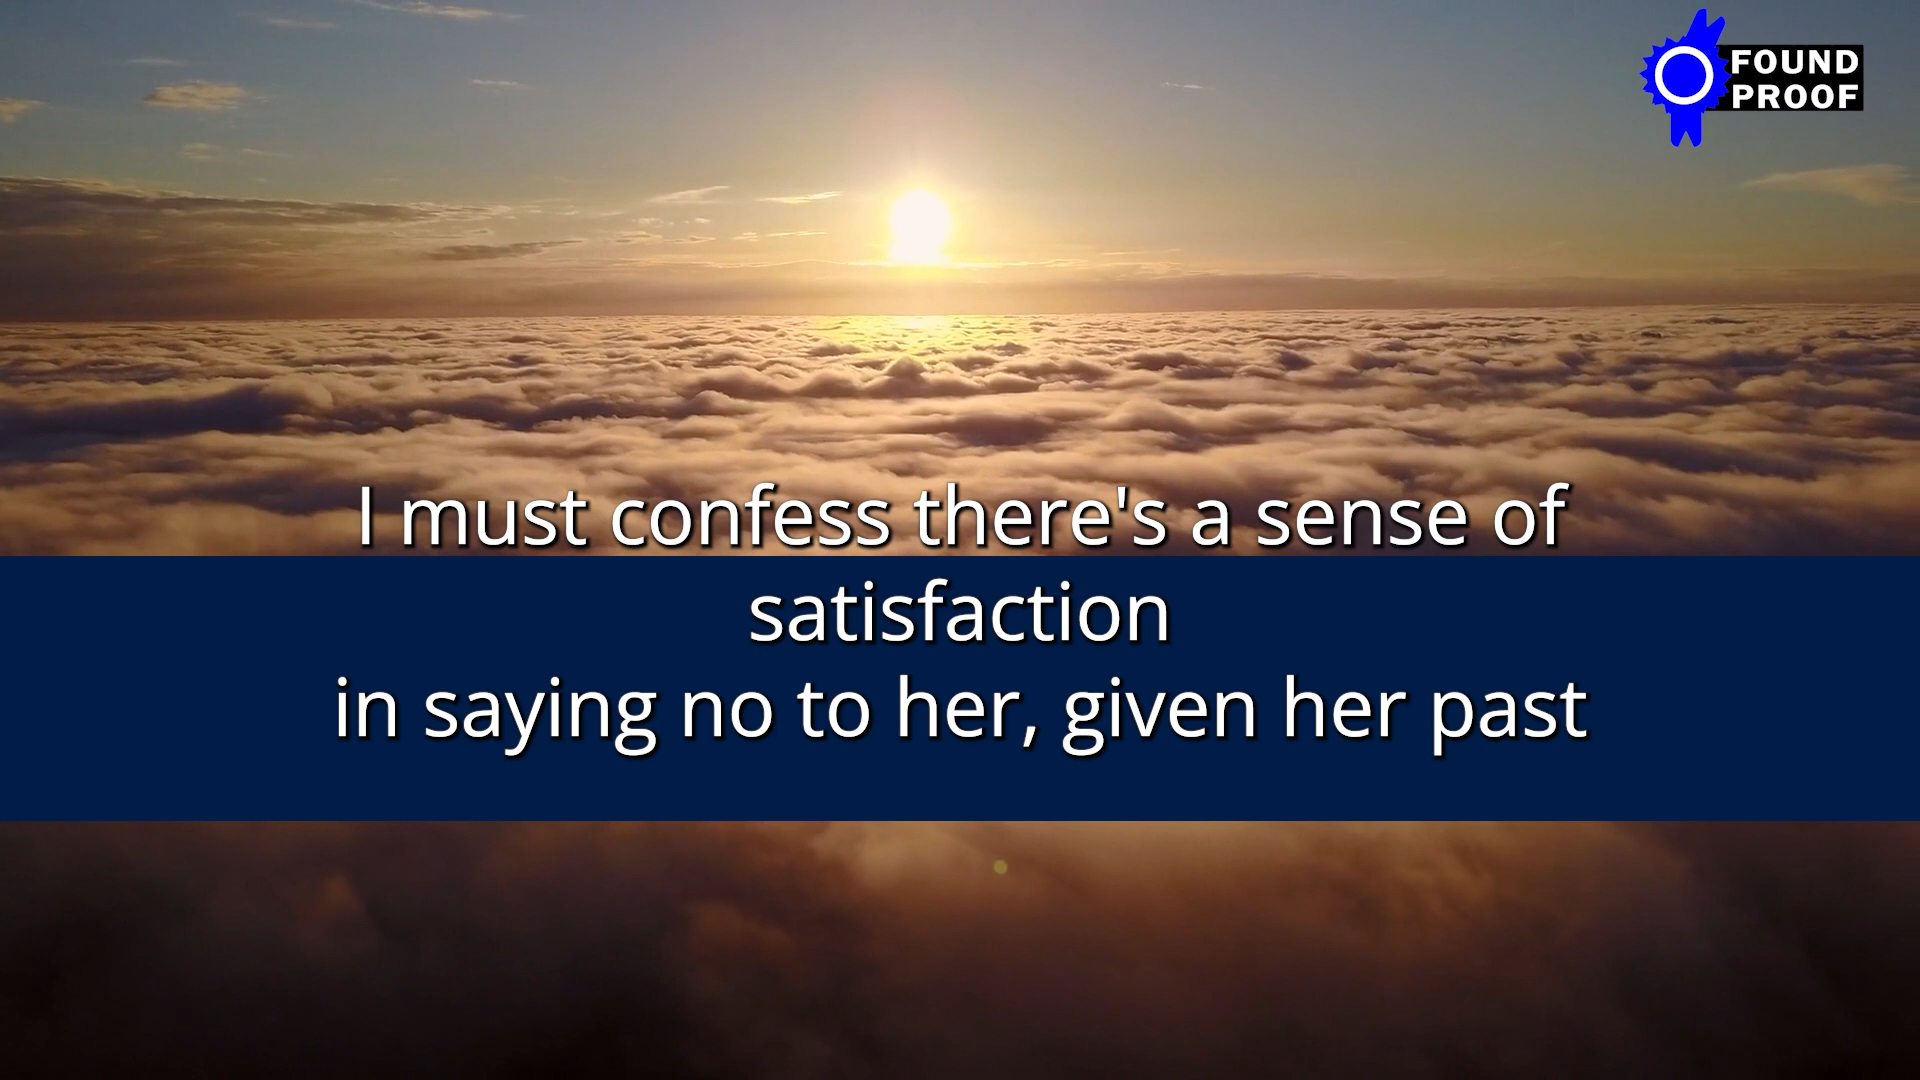 FOUND
PROOF
I must confess there's a sense of
satisfaction
in saying no to her, given her past